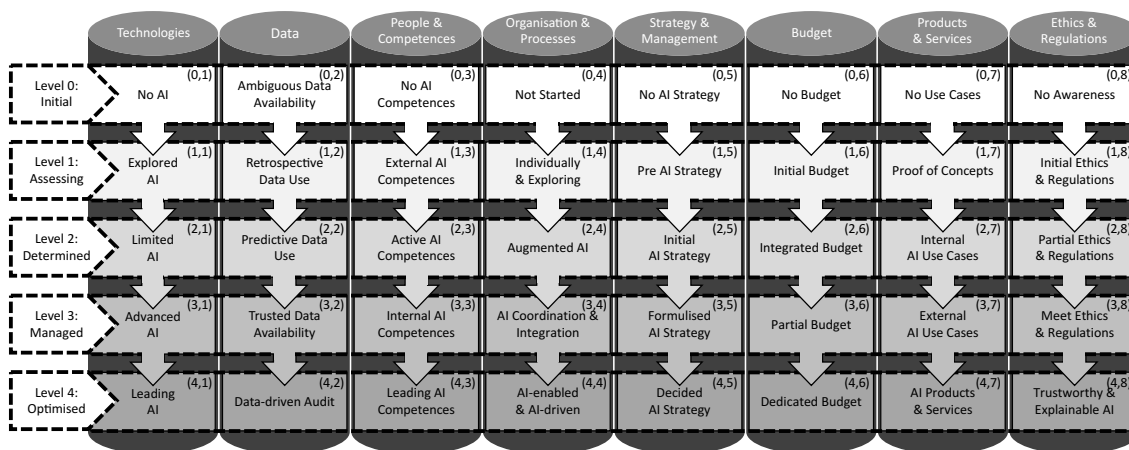 Technologies
Data
People &
Competences
Organisation &
Processes
Strategy &
Management
Budget
Products
& Services
Ethics &
Regulations
Level 0:
Initial
(0,1)
No AI
(0,2)
Ambiguous Data
Availability
(0,3)
No AI
Competences
(0,4)
Not Started
(0,5)
No AI Strategy
(0,6)
No Budget
(0,7)
No Use Cases
(0,8)
No Awareness
Level 1:
Assessing
(1,1)
Explored
AI
(1,2)
Retrospective
Data Use
(1,3)
External AI
Competences
(1,4)
Individually
& Exploring
(1,5)
Pre AI Strategy
(1,6)
Initial Budget
(1,7)
Proof of Concepts
(1,8)
Initial Ethics
& Regulations
Level 2:
Determined
(2,1)
Limited
AI
(2,2)
Predictive Data
Use
(2,3)
Active AI
Competences
(2,4)
Augmented AI
(2,5)
Initial
AI Strategy
(2,6)
Integrated Budget
(2,7)
Internal
AI Use Cases
(2,8)
Partial Ethics
& Regulations
Level 3:
Managed
(3,1)
Advanced
AI
(3,2)
Trusted Data
Availability
(3,3)
Internal AI
Competences
(3,4)
AI Coordination &
Integration
(3,5)
Formulised
AI Strategy
(3,6)
Partial Budget
(3,7)
External
AI Use Cases
(3,8)
Meet Ethics
& Regulations
Level 4:
Optimised
(4,1)
Leading
AI
(4,2)
Data-driven Audit
(4,3)
Leading AI
Competences
(4,4)
AI-enabled
& AI-driven
(4,5)
Decided
AI Strategy
(4,6)
Dedicated Budget
(4,7)
AI Products
& Services
(4,8)
Trustworthy &
Explainable AI